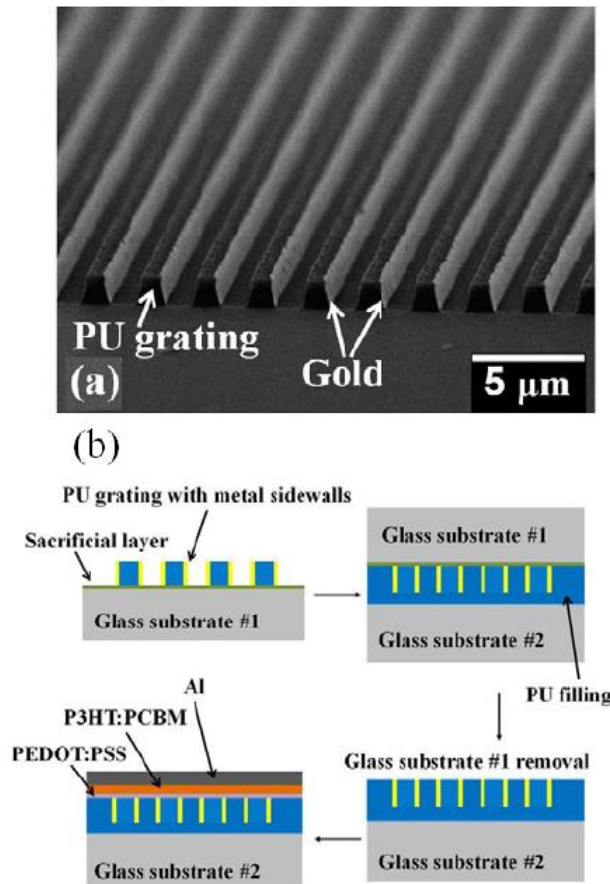 PU grating
Gold
(a)
5 µm
(b)
PU grating with metal sidewalls
Sacrificial layer
Glass substrate #1
Glass substrate #1
Glass substrate #2
PU filling
Al
P3HT:PCBM
PEDOT:PSS
Glass substrate #2
Glass substrate #1 removal
Glass substrate #2